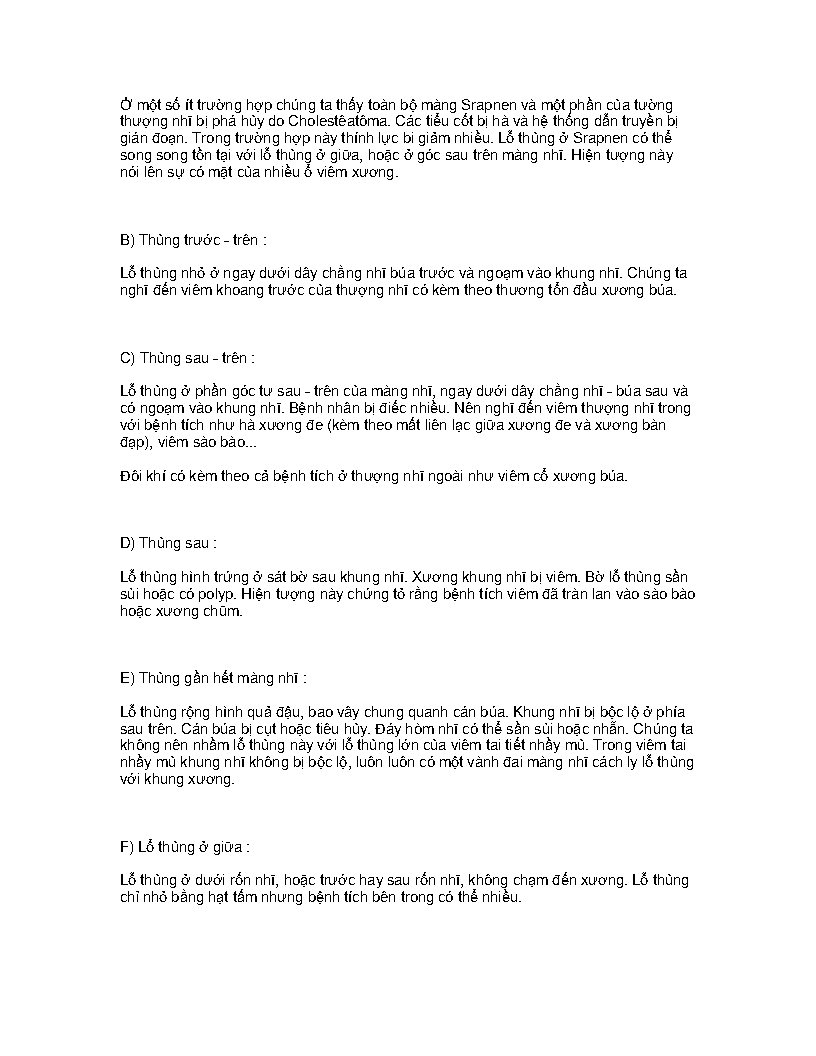 Ở một số ít trường hợp chúng ta thấy toàn bộ màng Srapnen và một phần của tường
thượng nhĩ bị phá hủy do Cholestêatôma. Các tiểu cốt bị hà và hệ thống dẫn truyền bị
gián đoạn. Trong trường hợp này thính lực bi giảm nhiều. Lỗ thủng ở Srapnen có thể
song song tồn tại với lỗ thủng ở giữa, hoặc ở góc sau trên màng nhĩ. Hiện tượng này
nói lên sự có mặt của nhiều ổ viêm xương.
B) Thủng trước - trên :
Lỗ thủng nhỏ ở ngay dưới dây chằng nhĩ búa trước và ngoạm vào khung nhĩ. Chúng ta
nghĩ đến viêm khoang trước của thượng nhĩ có kèm theo thương tổn đầu xương búa.
C) Thủng sau - trên :
Lỗ thủng ở phần góc tư sau - trên của màng nhĩ, ngay dưới dây chằng nhĩ - búa sau và
có ngoạm vào khung nhĩ. Bệnh nhân bị điếc nhiều. Nên nghĩ đến viêm thượng nhĩ trong
với bệnh tích như hà xương đe (kèm theo mất liên lạc giữa xương đe và xương bàn
đạp), viêm sào bào...
Đôi khí có kèm theo cả bệnh tích ở thượng nhĩ ngoài như viêm cổ xương búa.
D) Thủng sau :
Lỗ thủng hình trứng ở sát bờ sau khung nhĩ. Xương khung nhĩ bị viêm. Bờ lỗ thủng sần
sùi hoặc có polyp. Hiện tượng này chứng tỏ rằng bệnh tích viêm đã tràn lan vào sào bào
hoặc xương chũm.
E) Thủng gần hết màng nhĩ :
Lỗ thủng rộng hình quả đậu, bao vây chung quanh cán búa. Khung nhĩ bị bộc lộ ở phía
sau trên. Cán búa bị cụt hoặc tiêu hủy. Đáy hòm nhĩ có thể sần sùi hoặc nhẵn. Chúng ta
không nên nhầm lỗ thủng này với lỗ thủng lớn của viêm tai tiết nhầy mủ. Trong viêm tai
nhầy mủ khung nhĩ không bị bộc lộ, luôn luôn có một vành đai màng nhĩ cách ly lỗ thủng
với khung xương.
F) Lổ thủng ở giữa :
Lỗ thủng ở dưới rốn nhĩ, hoặc trước hay sau rốn nhĩ, không chạm đến xương. Lỗ thủng
chỉ nhỏ bằng hạt tấm nhưng bệnh tích bên trong có thể nhiều.